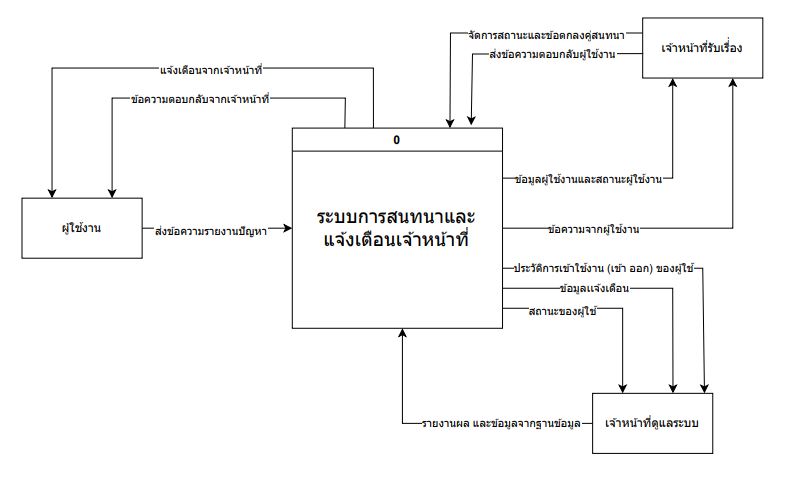 จัดการสถานะและข้อตกลงคู่สนทนา
เจ้าหน้าที่รับเรื่อง
ส่งข้อความตอบกลับผู้ใช้งาน
แจ้งเตือนจากเจ้าหน้าที่
ข้อความตอบกลับจากเจ้าหน้าที่
0
ข้อมูลผู้ใช้งานและสถานะผู้ใช้งาน
ระบบการสนทนาและ
แจ้งเตือนเจ้าหน้าที่
ผู้ใช้งาน
ส่งข้อความรายงานปัญหา
ข้อความจากผู้ใช้งาน
ประวัติการเข้าใช้งาน (เข้า ออก) ของผู้ใช้
ข้อมูลแจ้งเตือน
สถานะของผู้ใช้
รายงานผล และข้อมูลจากฐานข้อมูล
เจ้าหน้าที่ดูแลระบบ